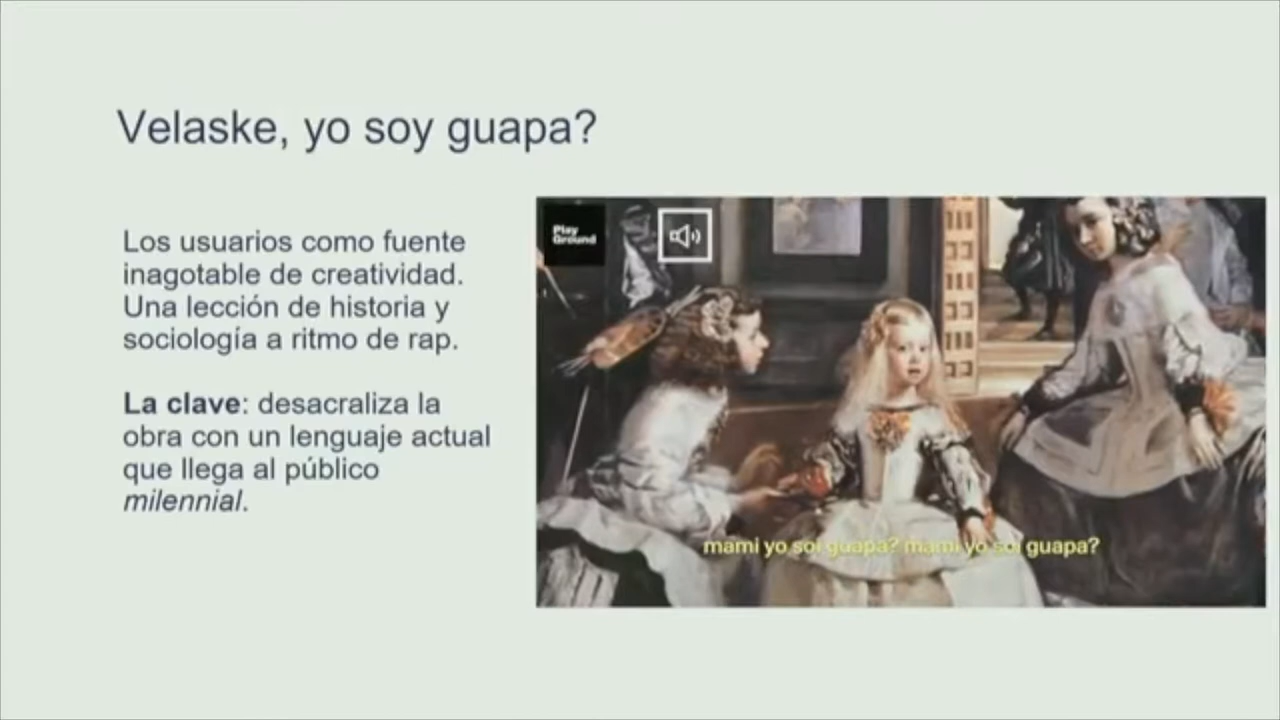 Velaske, yo soy guapa?
Los usuarios como fuente
inagotable de creatividad.
Una lección de historia y
sociología a ritmo de rap.
La clave: desacraliza la
obra con un lenguaje actual
que llega al público
milennial.
Play
Ground
mami yo soi guapa? mami yo soi guapa?